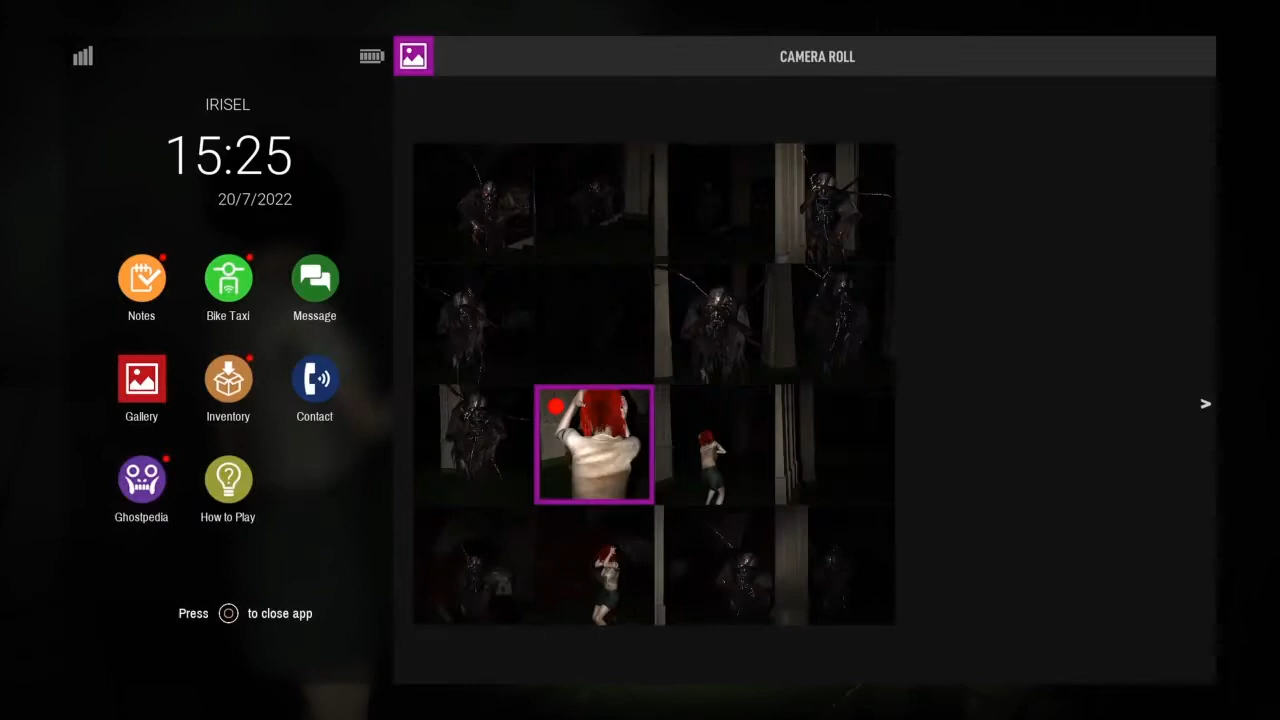 CAMERA ROLL
IRISEL
15:25
20/7/2022
Notes
Bike Taxi
Message
Gallery
Inventory
Contact
Ghostpedia
How to Play
Press to close app
>